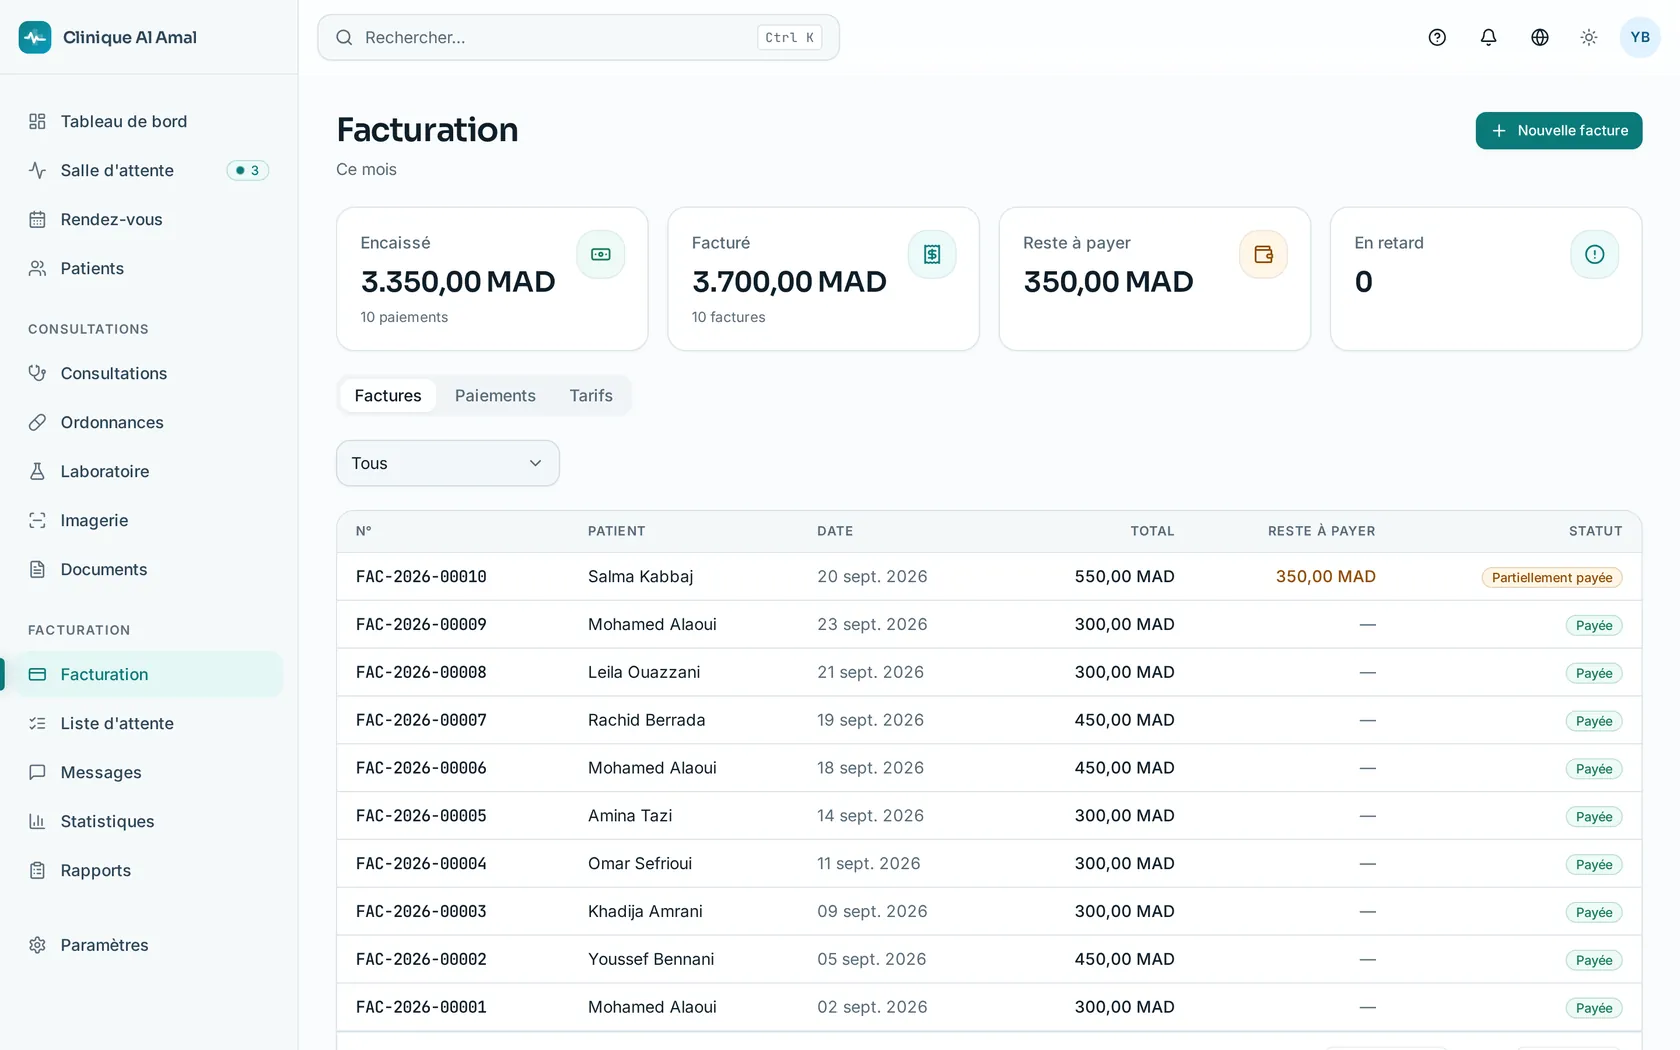 Clinique Al Amal
Rechercher...
Ctrl K
YB
Tableau de bord
Salle d'attente
3
Rendez-vous
Patients
CONSULTATIONS
Consultations
Ordonnances
Laboratoire
Imagerie
Documents
FACTURATION
Facturation
Liste d'attente
Messages
Statistiques
Rapports
Paramètres
Facturation
Ce mois
Nouvelle facture
Encaissé
3.350,00 MAD
10 paiements
Facturé
3.700,00 MAD
10 factures
Reste à payer
350,00 MAD
En retard
0
Factures Paiements Tarifs
Tous
N° PATIENT DATE TOTAL RESTE À PAYER STATUT
FAC-2026-00010 Salma Kabbaj 20 sept. 2026 550,00 MAD 350,00 MAD Partiellement payée
FAC-2026-00009 Mohamed Alaoui 23 sept. 2026 300,00 MAD — Payée
FAC-2026-00008 Leila Ouazzani 21 sept. 2026 300,00 MAD — Payée
FAC-2026-00007 Rachid Berrada 19 sept. 2026 450,00 MAD — Payée
FAC-2026-00006 Mohamed Alaoui 18 sept. 2026 450,00 MAD — Payée
FAC-2026-00005 Amina Tazi 14 sept. 2026 300,00 MAD — Payée
FAC-2026-00004 Omar Sefrioui 11 sept. 2026 300,00 MAD — Payée
FAC-2026-00003 Khadija Amrani 09 sept. 2026 300,00 MAD — Payée
FAC-2026-00002 Youssef Bennani 05 sept. 2026 450,00 MAD — Payée
FAC-2026-00001 Mohamed Alaoui 02 sept. 2026 300,00 MAD — Payée